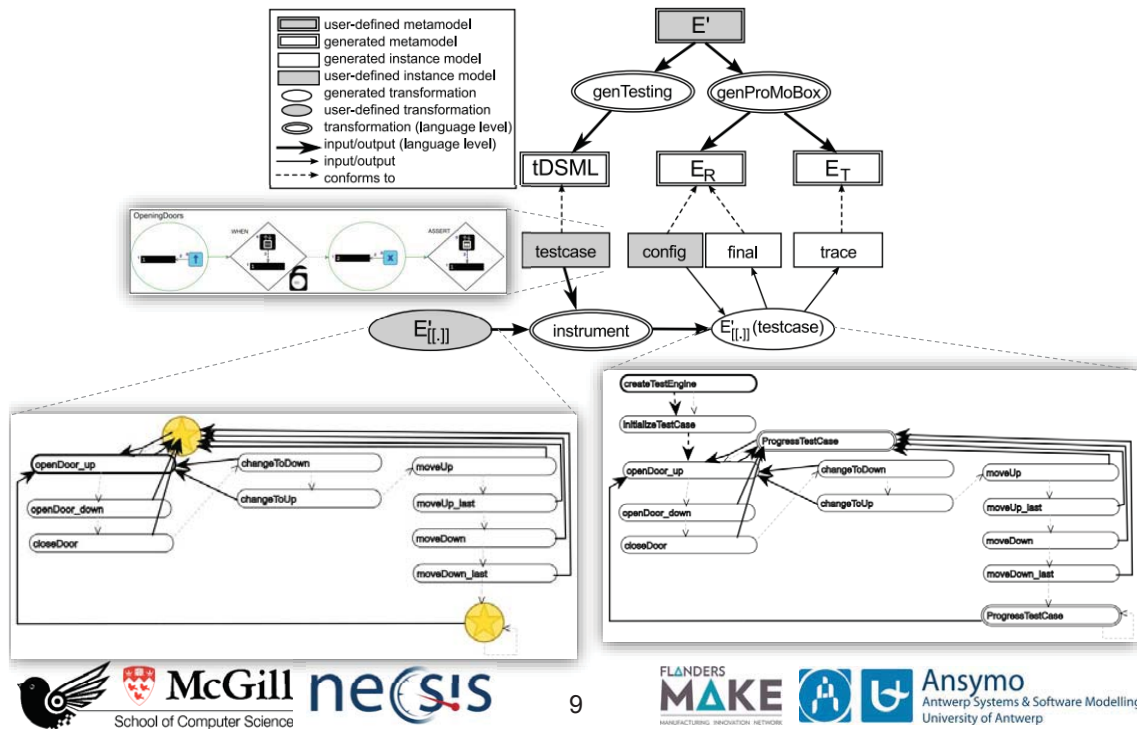 user-defined metamodel
generated metamodel
generated instance model
user-defined instance model
generated transformation
user-defined transformation
transformation (language level)
input/output (language level)
input/output
conforms to
E'
genTesting
genProMoBox
tDSML
E_R
E_T
OpeningDoors
WHEN
ASSERT
testcase
config
final
trace
E'[[.]]
instrument
E'[[.]](testcase)
openDoor_up
openDoor_down
closeDoor
changeToDown
changeToUp
moveUp
moveUp_last
moveDown
moveDown_last
createTestEngine
initializeTestCase
ProgressTestCase
openDoor_up
openDoor_down
closeDoor
changeToDown
changeToUp
moveUp
moveUp_last
moveDown
moveDown_last
ProgressTestCase
McGill
School of Computer Science
necsis
9
FLANDERS
MAKE
MANUFACTURING INNOVATION NETWORK
Ansymo
Antwerp Systems & Software Modelling
University of Antwerp